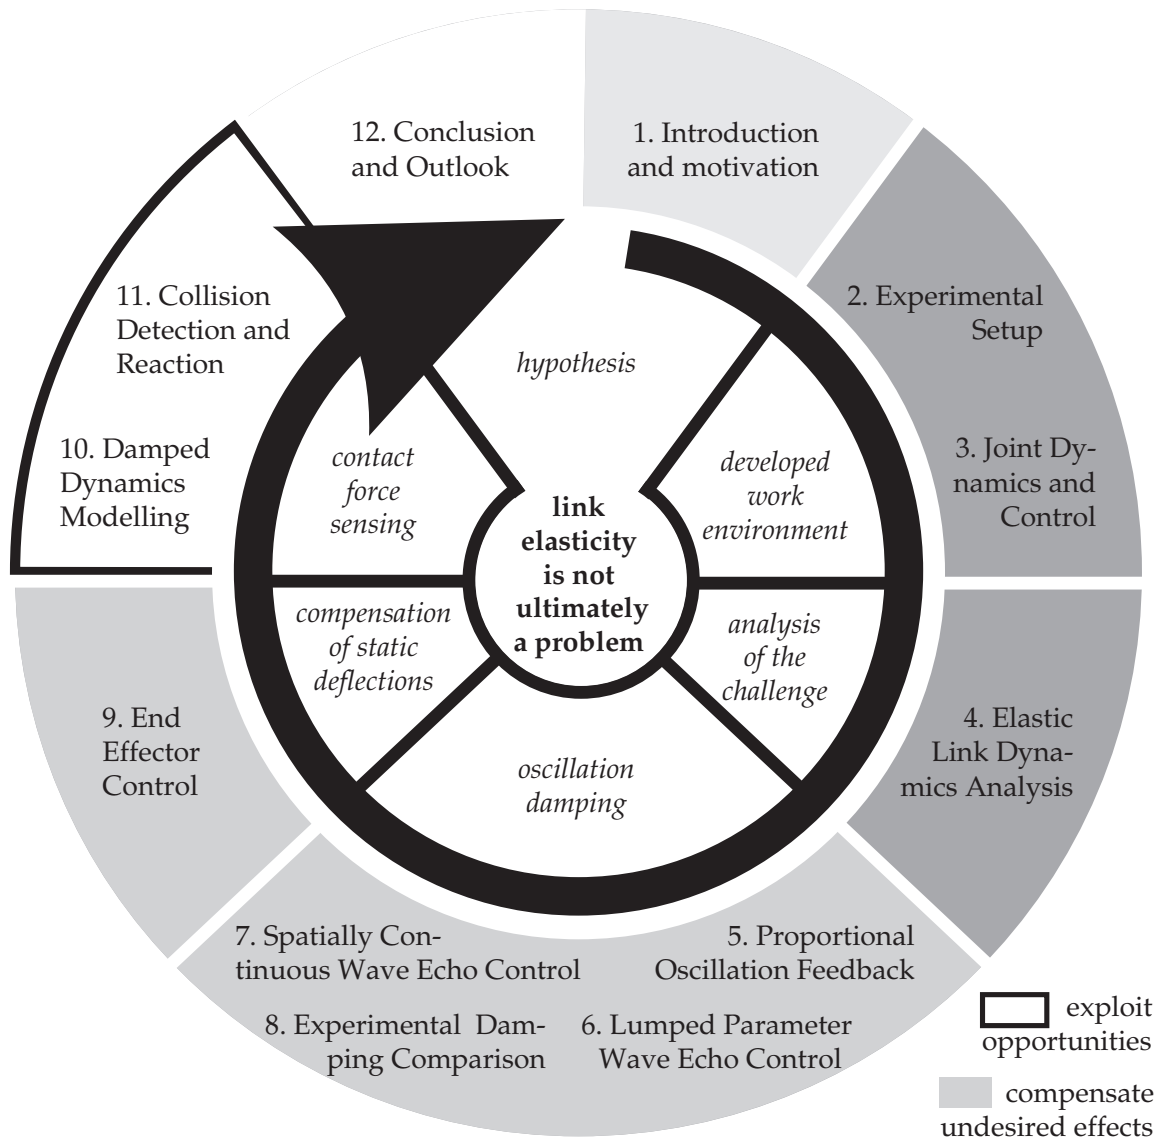 12. Conclusion
and Outlook
1. Introduction
and motivation
2. Experimental
Setup
3. Joint Dy-
namics and
Control
4. Elastic
Link Dyna-
mics Analysis
5. Proportional
Oscillation Feedback
6. Lumped Parameter
Wave Echo Control
7. Spatially Con-
tinuous Wave Echo Control
8. Experimental Dam-
ping Comparison
9. End
Effector
Control
10. Damped
Dynamics
Modelling
11. Collision
Detection and
Reaction
hypothesis
developed
work
environment
analysis
of the
challenge
oscillation
damping
compensation
of static
deflections
contact
force
sensing
link
elasticity
is not
ultimately
a problem
exploit
opportunities
compensate
undesired effects